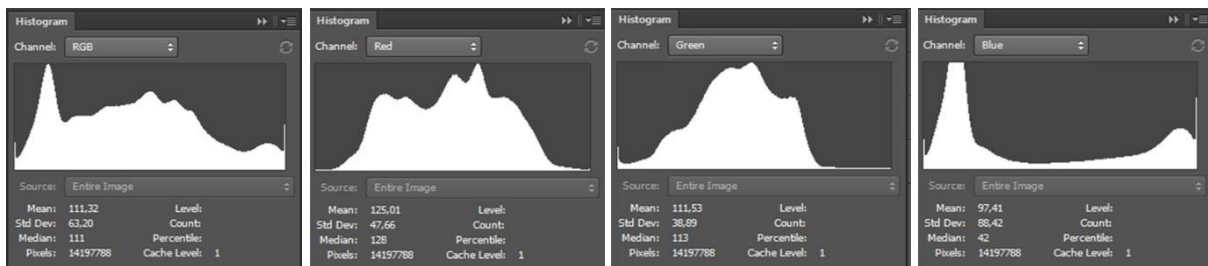 Histogram
Channel: RGB
Source: Entire Image
Mean: 111,32 Level:
Std Dev: 63,20 Count:
Median: 111 Percentile:
Pixels: 14197788 Cache Level: 1
Histogram
Channel: Red
Source: Entire Image
Mean: 125,01 Level:
Std Dev: 47,66 Count:
Median: 128 Percentile:
Pixels: 14197788 Cache Level: 1
Histogram
Channel: Green
Source: Entire Image
Mean: 111,53 Level:
Std Dev: 38,89 Count:
Median: 113 Percentile:
Pixels: 14197788 Cache Level: 1
Histogram
Channel: Blue
Source: Entire Image
Mean: 97,41 Level:
Std Dev: 88,42 Count:
Median: 42 Percentile:
Pixels: 14197788 Cache Level: 1